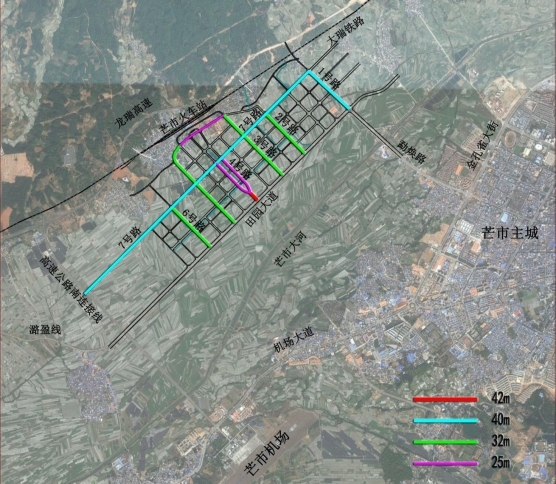 大瑞铁路
1号路
龙瑞高速
芒市火车站
7号路
2号路
3号路
勐焕路
金孔雀大街
4号路
6号路
田园大道
7号路
芒市主城
芒市大河
高速公路南连接线
潞盈线
机场大道
芒市机场
42m
40m
32m
25m